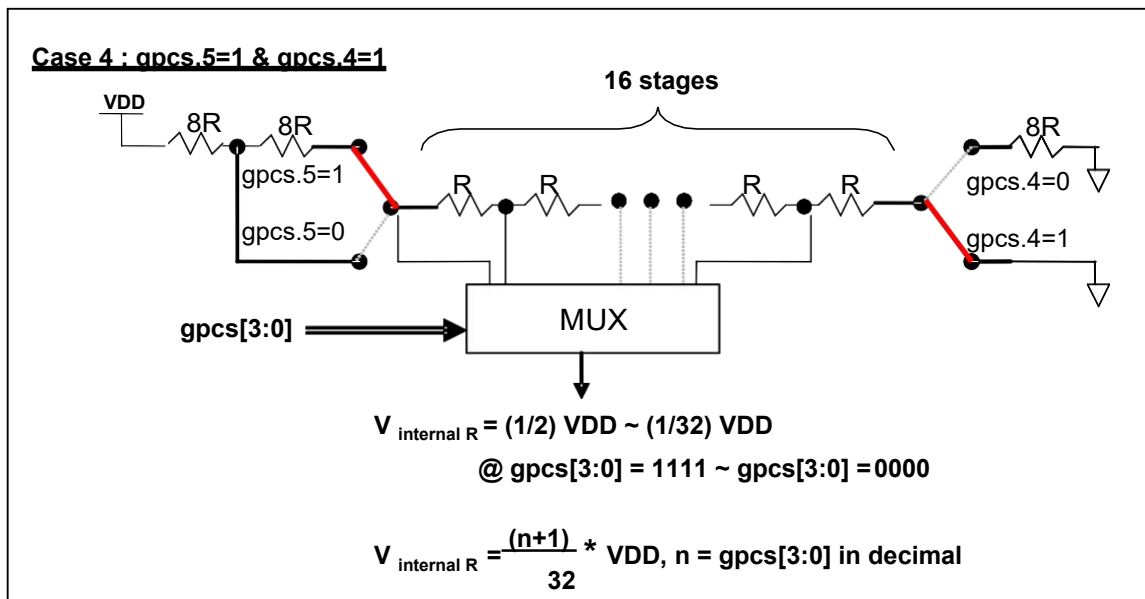 Case 4 : gpcs.5=1 & gpcs.4=1
16 stages
VDD
8R
8R
8R
gpcs.5=1
gpcs.4=0
R
R
R
R
gpcs.5=0
gpcs.4=1
gpcs[3:0]
MUX
V internal R = (1/2) VDD ~ (1/32) VDD
@ gpcs[3:0] = 1111 ~ gpcs[3:0] = 0000
V internal R = (n+1) / 32 * VDD, n = gpcs[3:0] in decimal